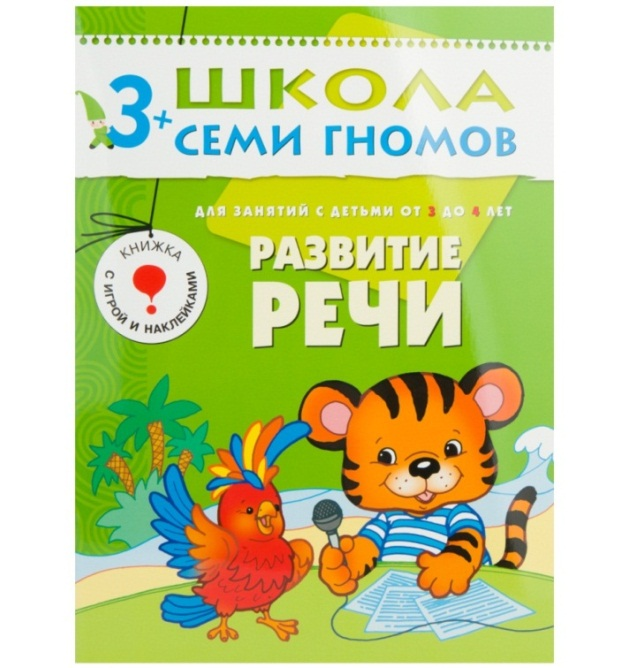 3+
ШКОЛА
СЕМИ ГНОМОВ
ДЛЯ ЗАНЯТИЙ С ДЕТЬМИ ОТ 3 ДО 4 ЛЕТ
КНИЖКА
С ИГРОЙ И НАКЛЕЙКАМИ
!
РАЗВИТИЕ
РЕЧИ